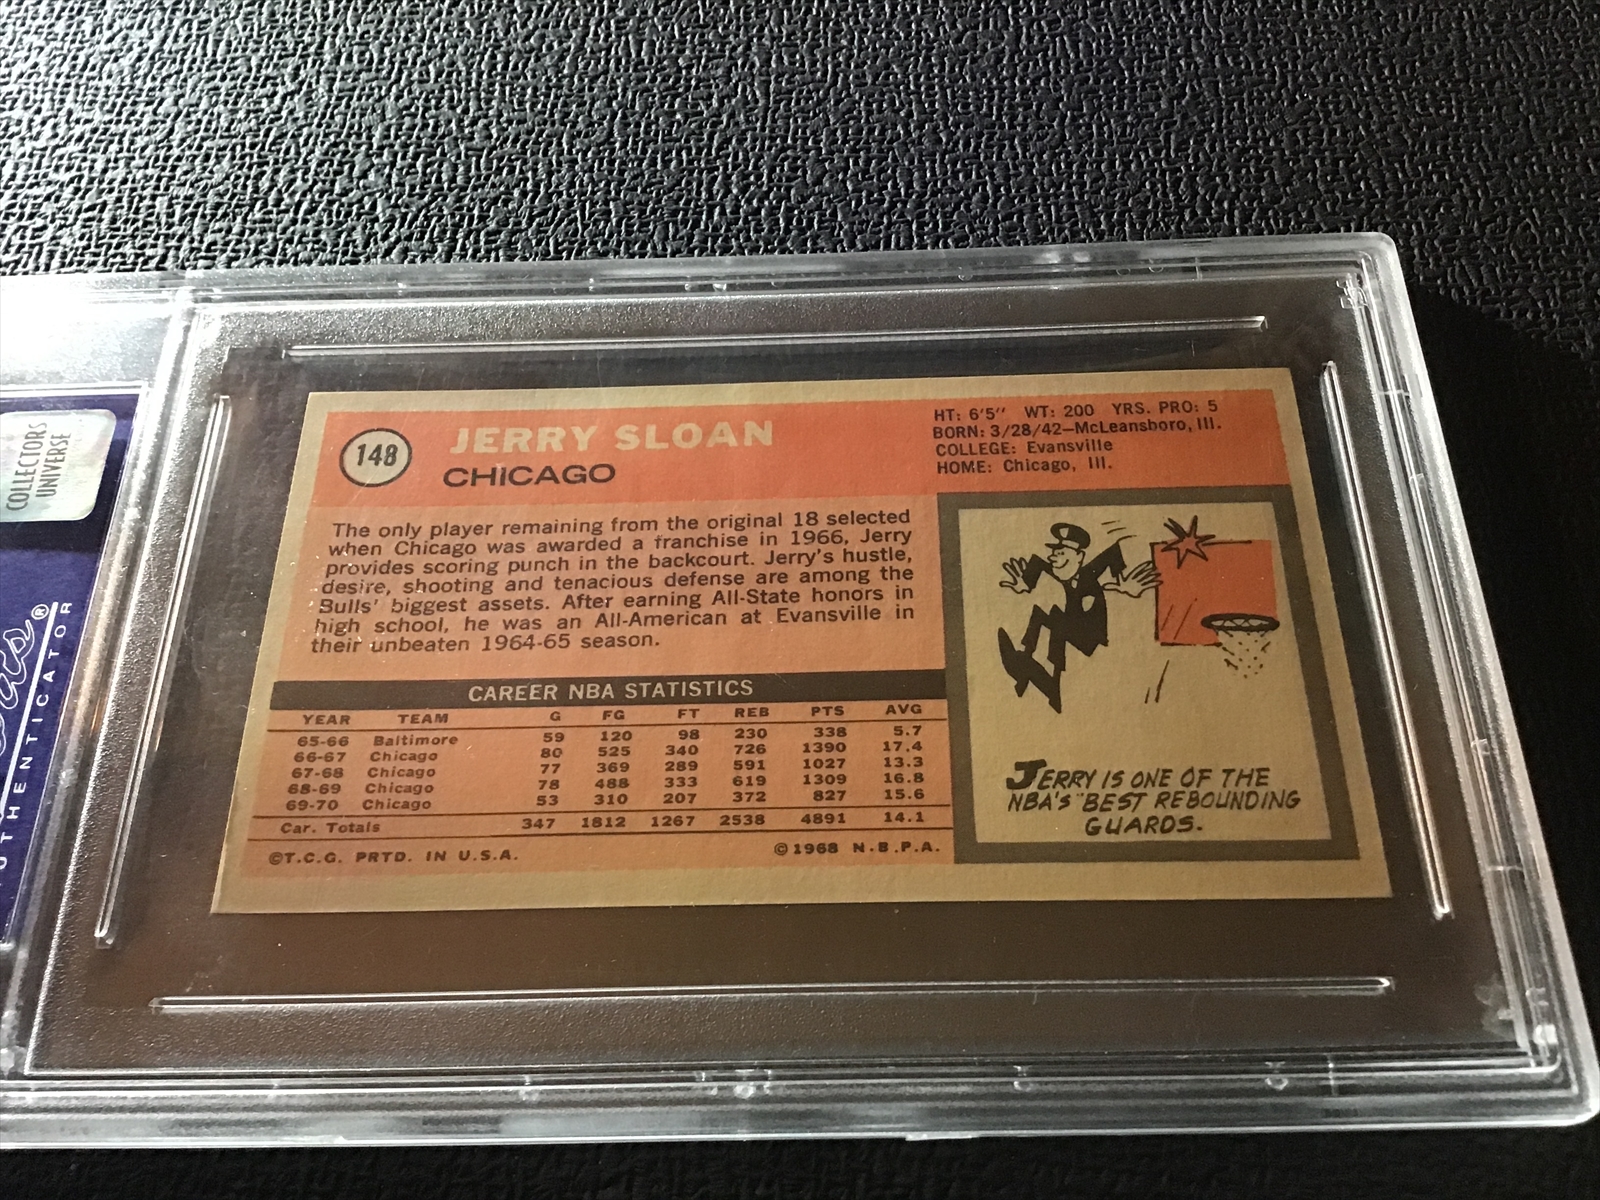 COLLECTORS
UNIVERSE
®
148
JERRY SLOAN
CHICAGO
HT: 6'5" WT: 200 YRS. PRO: 5
BORN: 3/28/42–McLeansboro, Ill.
COLLEGE: Evansville
HOME: Chicago, Ill.
The only player remaining from the original 18 selected
when Chicago was awarded a franchise in 1966, Jerry
provides scoring punch in the backcourt. Jerry's hustle,
desire, shooting and tenacious defense are among the
Bulls' biggest assets. After earning All-State honors in
high school, he was an All-American at Evansville in
their unbeaten 1964-65 season.
CAREER NBA STATISTICS
YEAR TEAM G FG FT REB PTS AVG
65-66 Baltimore 59 120 98 230 338 5.7
66-67 Chicago 80 525 340 726 1390 17.4
67-68 Chicago 77 369 289 591 1027 13.3
68-69 Chicago 78 488 333 619 1309 16.8
69-70 Chicago 53 310 207 372 827 15.6
Car. Totals 347 1812 1267 2538 4891 14.1
©T.C.G. PRTD. IN U.S.A. ©1968 N.B.P.A.
JERRY IS ONE OF THE
NBA'S BEST REBOUNDING
GUARDS.